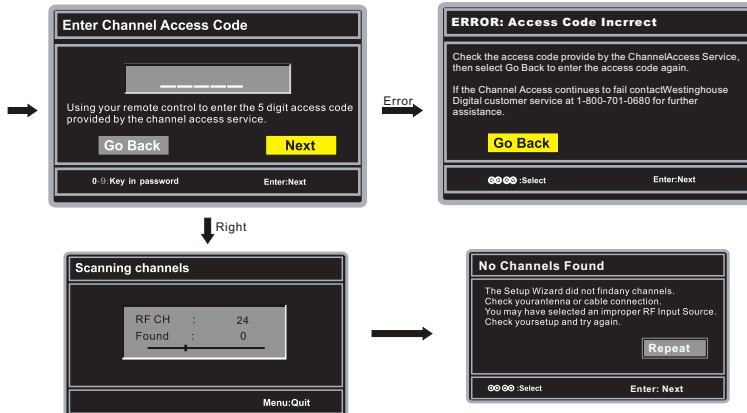 Enter Channel Access Code
_ _ _ _ _
Using your remote control to enter the 5 digit access code
provided by the channel access service.
Go Back
Next
0-9:Key in password
Enter:Next
Error
ERROR: Access Code Incrrect
Check the access code provide by the ChannelAccess Service,
then select Go Back to enter the access code again.
If the Channel Access continues to fail contactWestinghouse
Digital customer service at 1-800-701-0680 for further
assistance.
Go Back
:Select
Enter:Next
Right
Scanning channels
RF CH : 24
Found : 0
Menu:Quit
No Channels Found
The Setup Wizard did not findany channels.
Check yourantenna or cable connection.
You may have selected an improper RF Input Source.
Check yoursetup and try again.
Repeat
:Select
Enter: Next